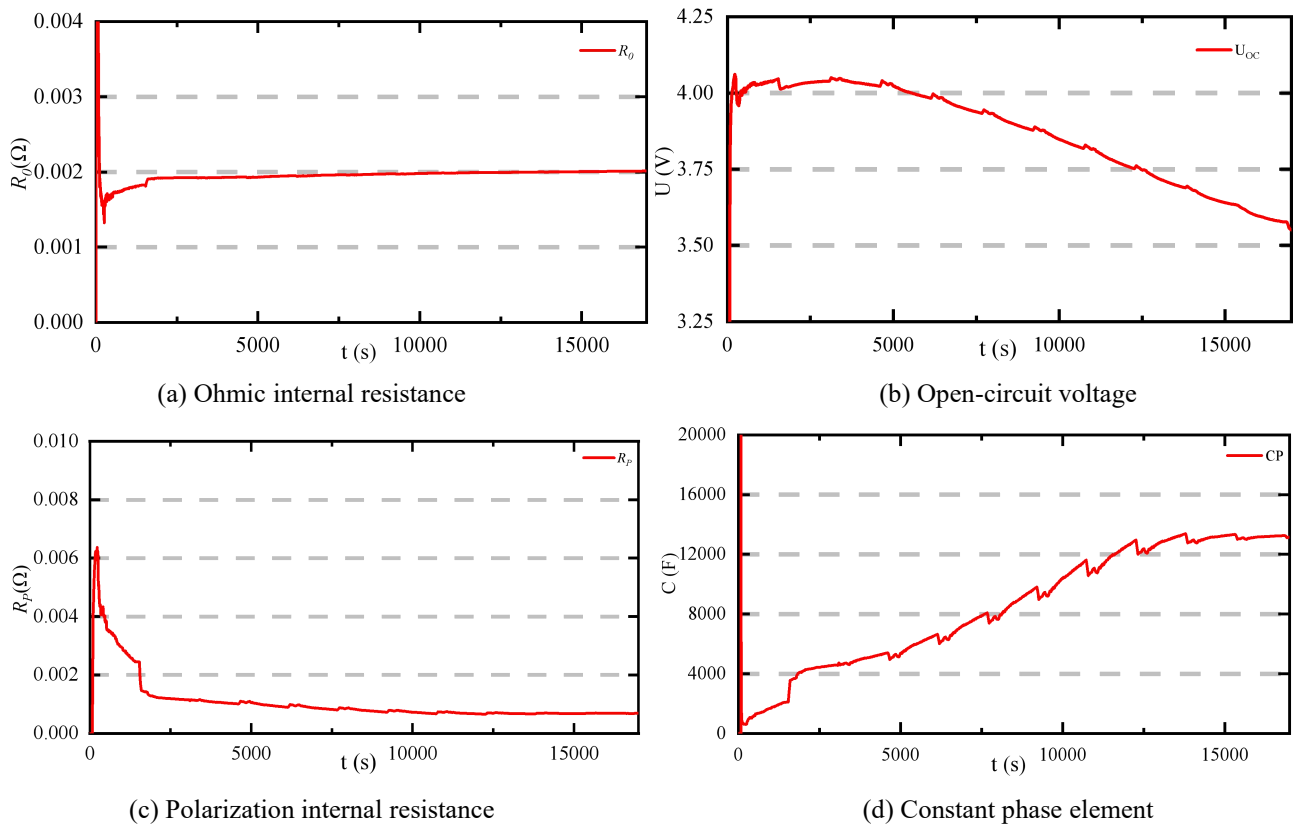 0.004
0.003
0.002
0.001
0.000
R0(Ω)
R0
0
5000
10000
15000
t (s)
(a) Ohmic internal resistance
4.25
4.00
3.75
3.50
3.25
U (V)
UOC
0
5000
10000
15000
t (s)
(b) Open-circuit voltage
0.010
0.008
0.006
0.004
0.002
0.000
RP(Ω)
RP
0
5000
10000
15000
t (s)
(c) Polarization internal resistance
20000
16000
12000
8000
4000
0
C (F)
CP
0
5000
10000
15000
t (s)
(d) Constant phase element